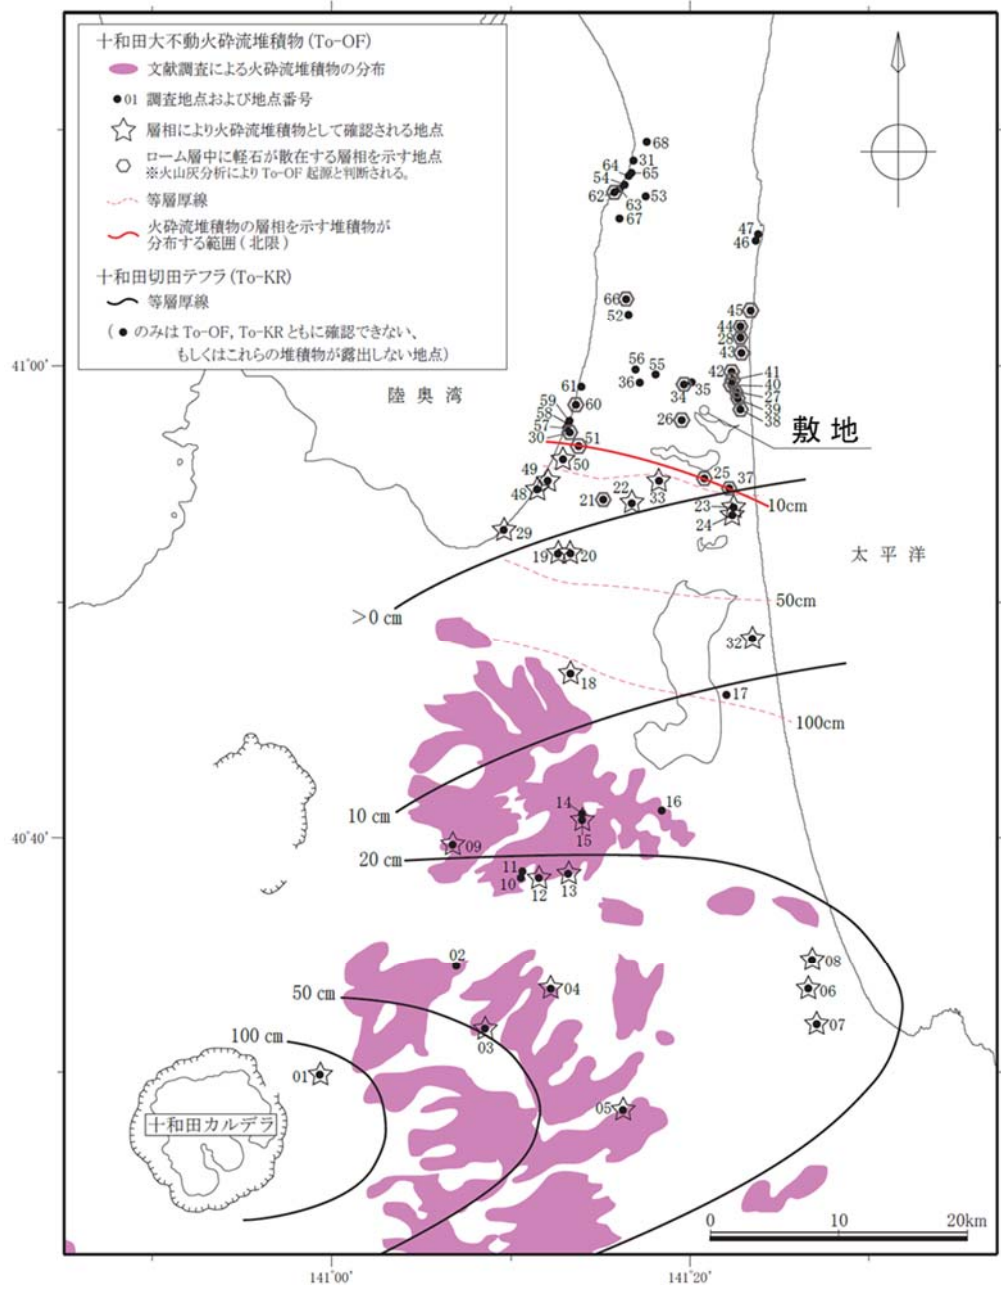 十和田大不動火砕流堆積物 (To-OF)
文献調査による火砕流堆積物の分布
01 調査地点および地点番号
層相により火砕流堆積物として確認される地点
ローム層中に軽石が散在する層相を示す地点
※火山灰分析によりTo-OF 起源と判断される。
等層厚線
火砕流堆積物の層相を示す堆積物が
分布する範囲 ( 北限 )
十和田切田テフラ (To-KR)
等層厚線
( ● のみは To-OF, To-KR ともに確認できない、
もしくはこれらの堆積物が露出しない地点)
68
31
64
65
54
62
53
63
67
47
46
66
45
52
44
28
43
41°00'
56
55
42
41
36
35
40
34
27
61
39
陸 奥 湾
60
38
59
58
26
57
敷 地
30
51
50
25
49
37
48
22
33
21
10cm
23
24
29
太 平 洋
19
20
50cm
>0 cm
32
18
17
100cm
14
16
10 cm
15
40°40'
09
20 cm
11
10
12
13
02
08
04
06
50 cm
07
03
100 cm
01
05
十和田カルデラ
0
10
20km
141°00'
141°20'